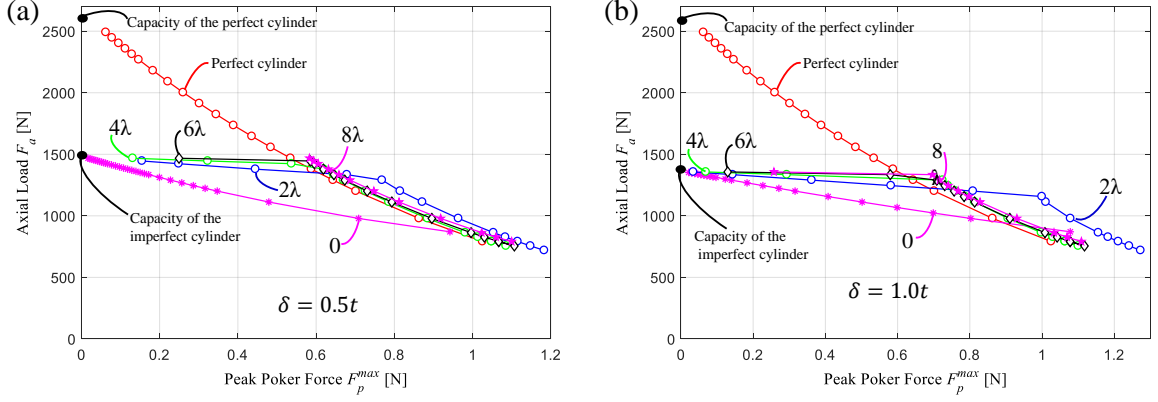 (a)
Capacity of the perfect cylinder
Perfect cylinder
4λ
6λ
8λ
2λ
0
Capacity of the
imperfect cylinder
δ = 0.5t
Axial Load F_a [N]
2500
2000
1500
1000
500
0
0 0.2 0.4 0.6 0.8 1 1.2
Peak Poker Force F_p^max [N]
(b)
Capacity of the perfect cylinder
Perfect cylinder
4λ
6λ
8
2λ
0
Capacity of the
imperfect cylinder
δ = 1.0t
Axial Load F_a [N]
2500
2000
1500
1000
500
0
0 0.2 0.4 0.6 0.8 1 1.2
Peak Poker Force F_p^max [N]